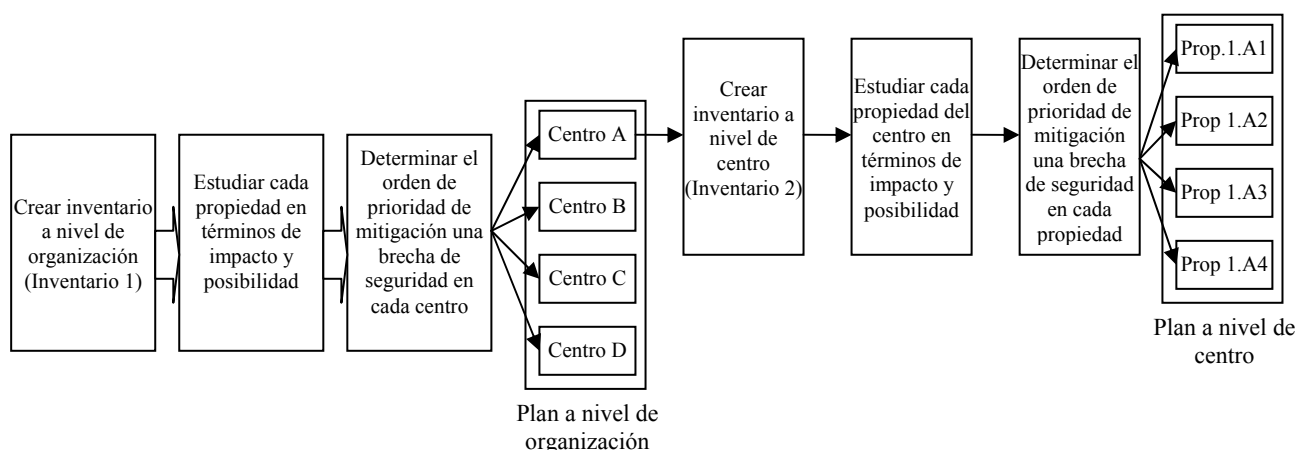 Crear inventario
a nivel de
organización
(Inventario 1)
Estudiar cada
propiedad en
términos de
impacto y
posibilidad
Determinar el
orden de
prioridad de
mitigación una
brecha de
seguridad en
cada centro
Centro A
Centro B
Centro C
Centro D
Plan a nivel de
organización
Crear
inventario a
nivel de
centro
(Inventario 2)
Estudiar cada
propiedad del
centro en
términos de
impacto y
posibilidad
Determinar el
orden de
prioridad de
mitigación
una brecha
de seguridad
en cada
propiedad
Prop.1.A1
Prop 1.A2
Prop 1.A3
Prop 1.A4
Plan a nivel de
centro